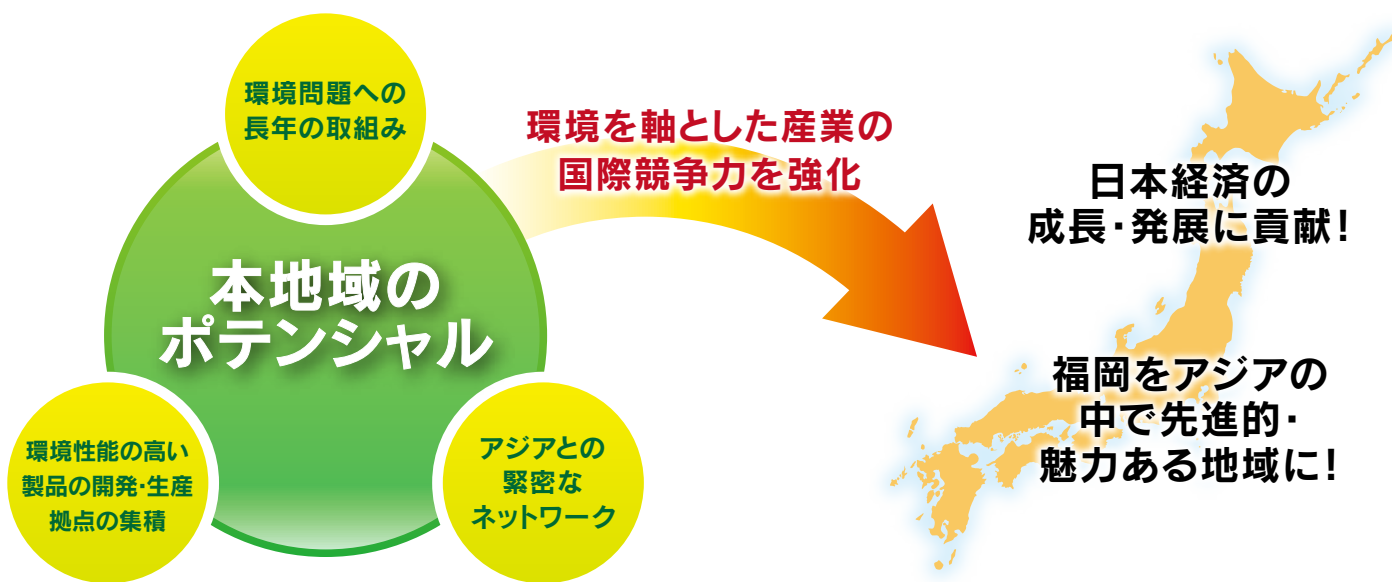 環境問題への
長年の取組み
本地域の
ポテンシャル
環境性能の高い
製品の開発・生産
拠点の集積
アジアとの
緊密な
ネットワーク
環境を軸とした産業の
国際競争力を強化
日本経済の
成長・発展に貢献!
福岡をアジアの
中で先進的・
魅力ある地域に!